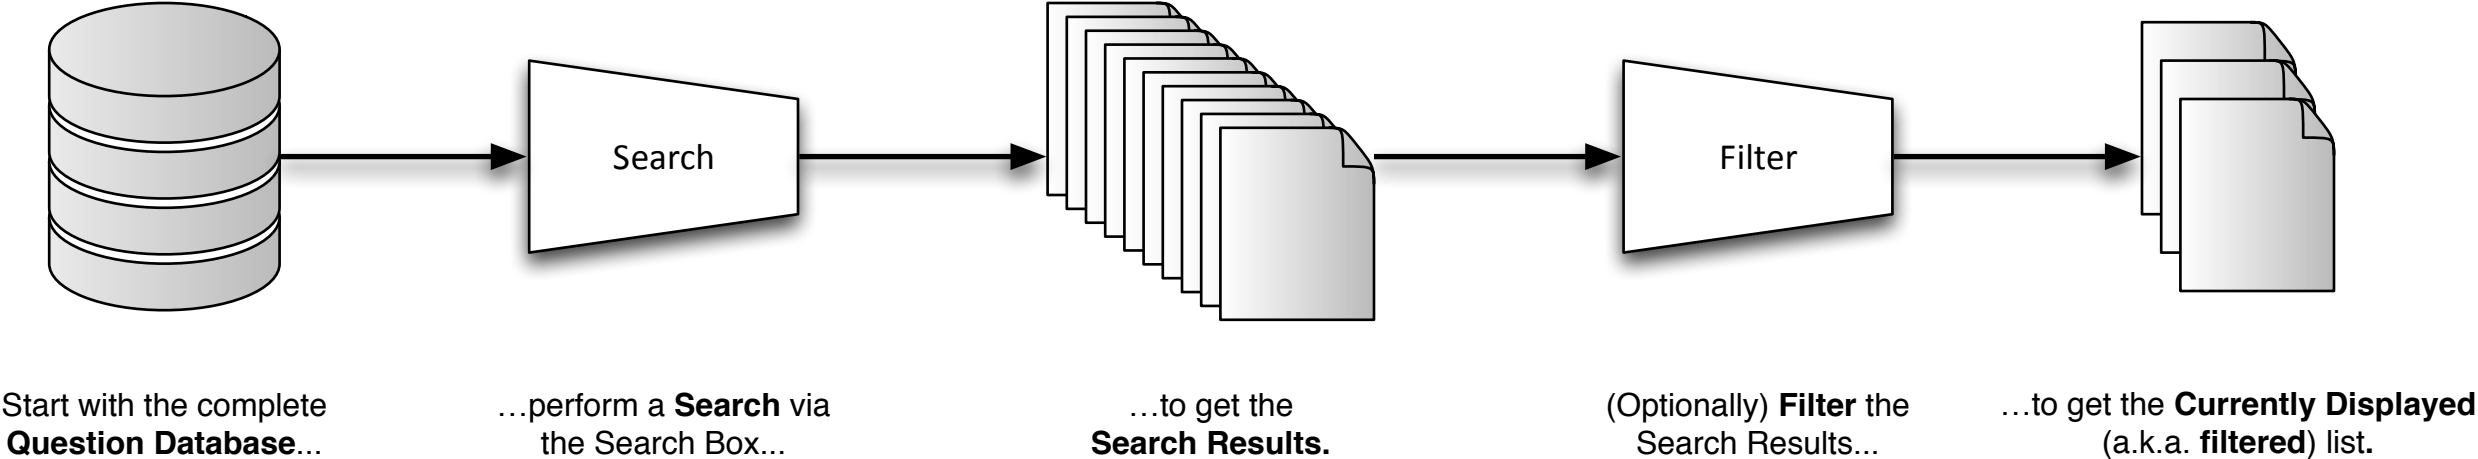 Search
Filter
Start with the complete
Question Database...
…perform a Search via
the Search Box...
…to get the
Search Results.
(Optionally) Filter the
Search Results...
…to get the Currently Displayed
(a.k.a. filtered) list.